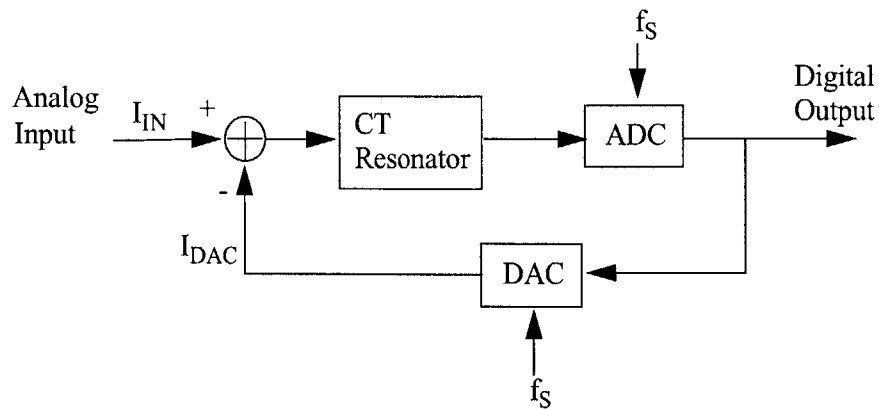 f_S
Analog
Input
I_IN
+
CT
Resonator
ADC
Digital
Output
-
I_DAC
DAC
f_S